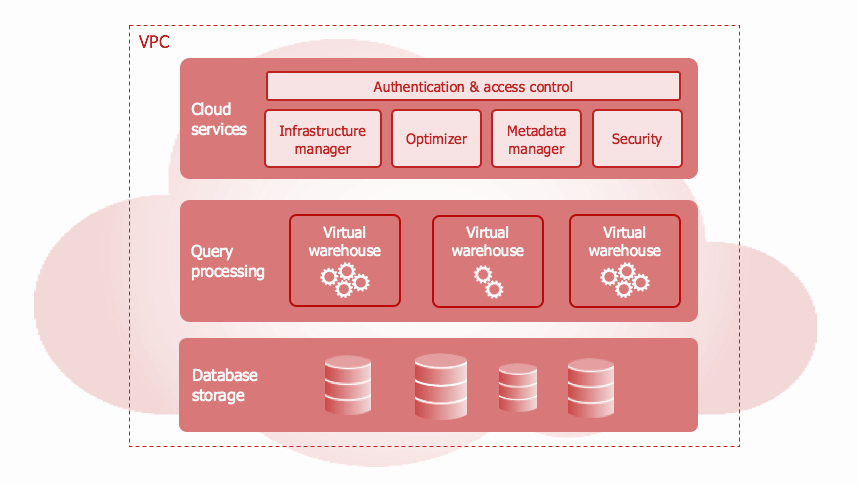 VPC
Authentication & access control
Cloud
services
Infrastructure
manager
Optimizer
Metadata
manager
Security
Query
processing
Virtual
warehouse
Virtual
warehouse
Virtual
warehouse
Database
storage